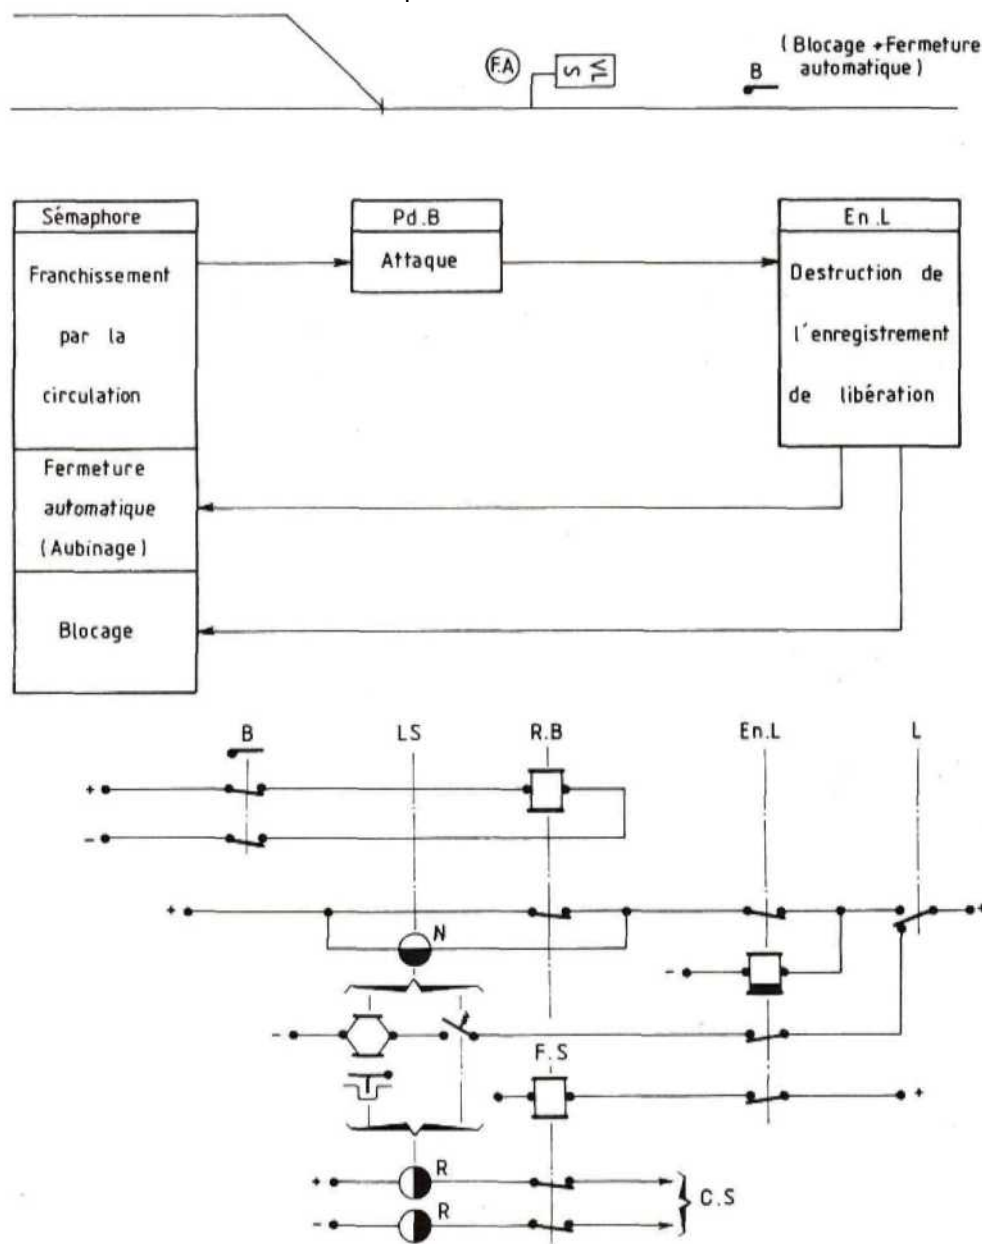 F.A
VL
S
B
(Blocage + Fermeture
automatique)
Sémaphore
Franchissement
par la
circulation
Fermeture
automatique
(Aubinage)
Blocage
Pd.B
Attaque
En.L
Destruction de
l'enregistrement
de libération
B
LS
R.B
En.L
L
+
-
+
+
N
-
-
F.S
+
+
R
-
R
C.S